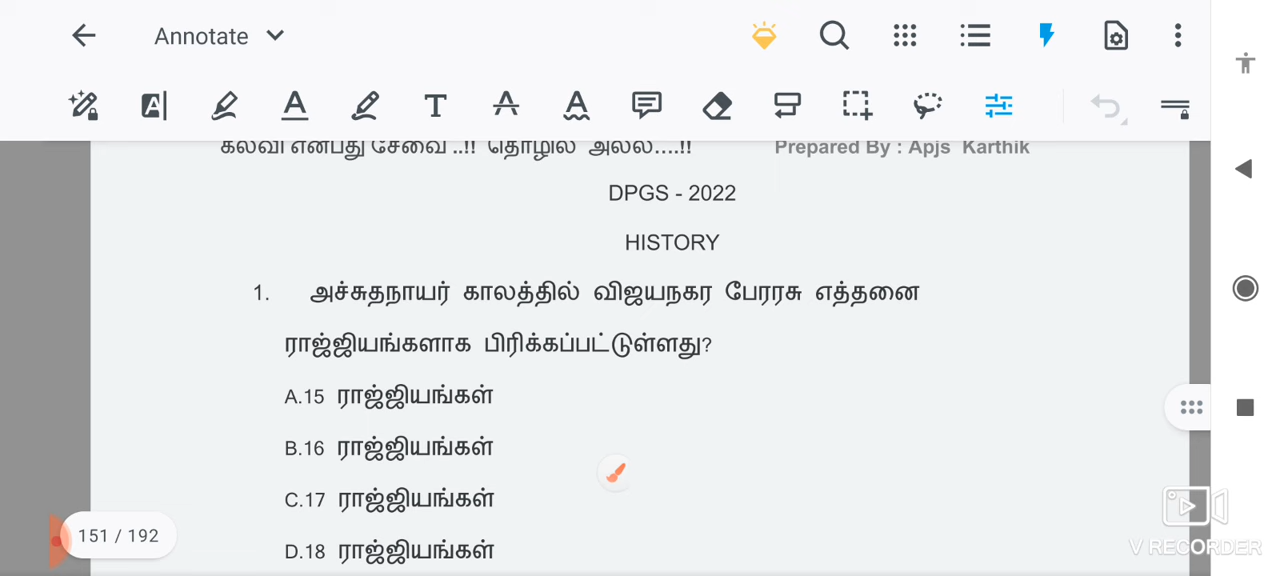 Annotate
கல்வி என்பது சேவை ..!! தொழில் அல்ல....!! Prepared By : Apjs Karthik
DPGS - 2022
HISTORY
1. அச்சுதநாயர் காலத்தில் விஜயநகர பேரரசு எத்தனை
ராஜ்ஜியங்களாக பிரிக்கப்பட்டுள்ளது?
A.15 ராஜ்ஜியங்கள்
B.16 ராஜ்ஜியங்கள்
C.17 ராஜ்ஜியங்கள்
D.18 ராஜ்ஜியங்கள்
151 / 192
V RECORDER